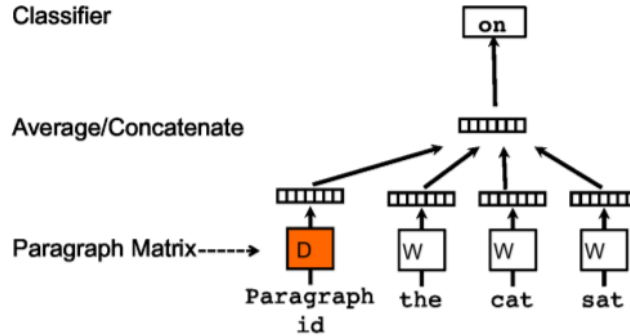 Classifier
on
Average/Concatenate
Paragraph Matrix
D
W
W
W
Paragraph
id
the
cat
sat